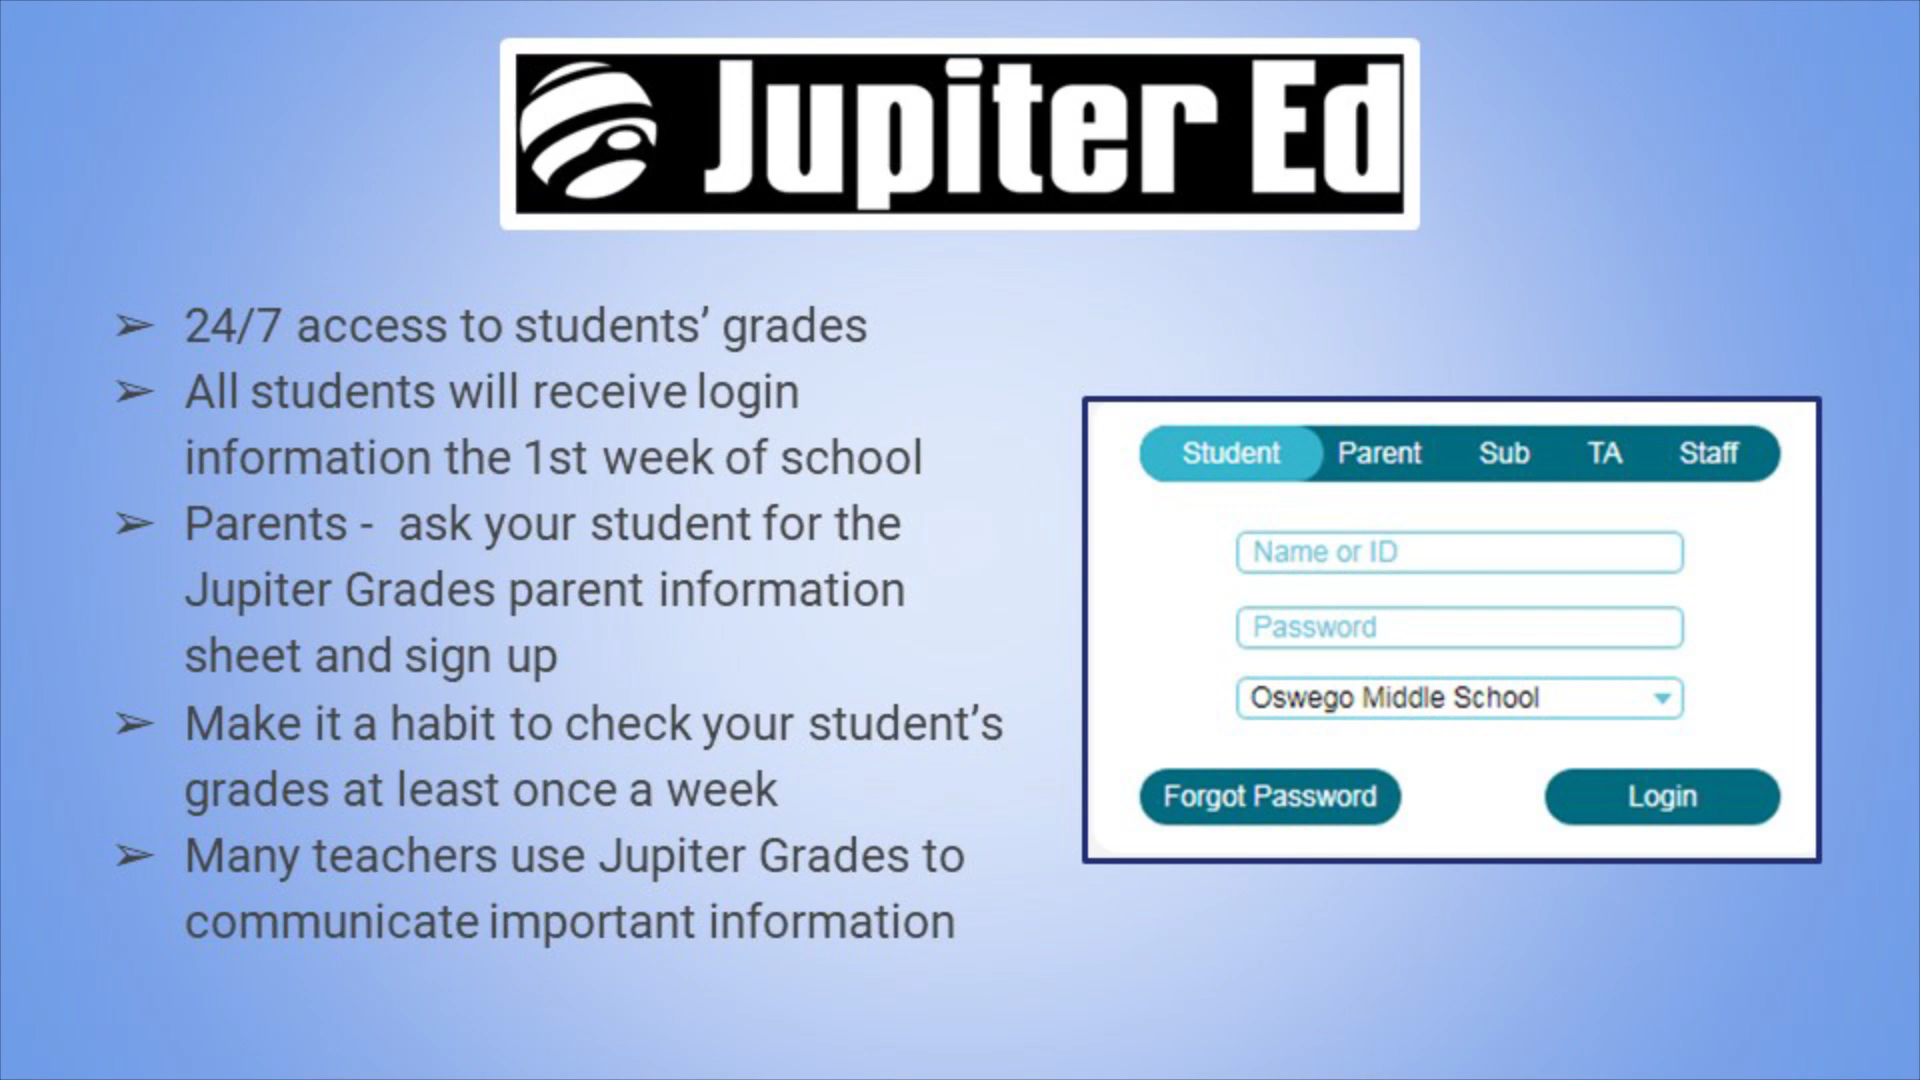 Jupiter Ed
➢ 24/7 access to students’ grades
➢ All students will receive login
information the 1st week of school
➢ Parents - ask your student for the
Jupiter Grades parent information
sheet and sign up
➢ Make it a habit to check your student’s
grades at least once a week
➢ Many teachers use Jupiter Grades to
communicate important information
Student Parent Sub TA Staff
Name or ID
Password
Oswego Middle School
Forgot Password Login